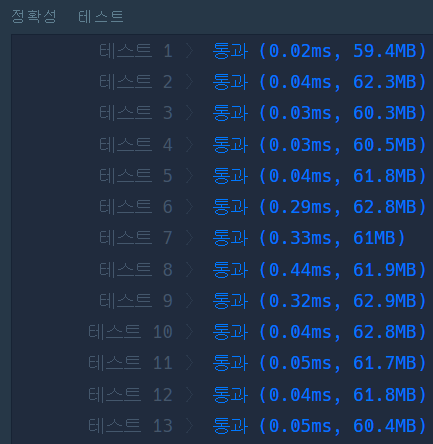 정확성 테스트
테스트 1 〉 통과 (0.02ms, 59.4MB)
테스트 2 〉 통과 (0.04ms, 62.3MB)
테스트 3 〉 통과 (0.03ms, 60.3MB)
테스트 4 〉 통과 (0.03ms, 60.5MB)
테스트 5 〉 통과 (0.04ms, 61.8MB)
테스트 6 〉 통과 (0.29ms, 62.8MB)
테스트 7 〉 통과 (0.33ms, 61MB)
테스트 8 〉 통과 (0.44ms, 61.9MB)
테스트 9 〉 통과 (0.32ms, 62.9MB)
테스트 10 〉 통과 (0.04ms, 62.8MB)
테스트 11 〉 통과 (0.05ms, 61.7MB)
테스트 12 〉 통과 (0.04ms, 61.8MB)
테스트 13 〉 통과 (0.05ms, 60.4MB)